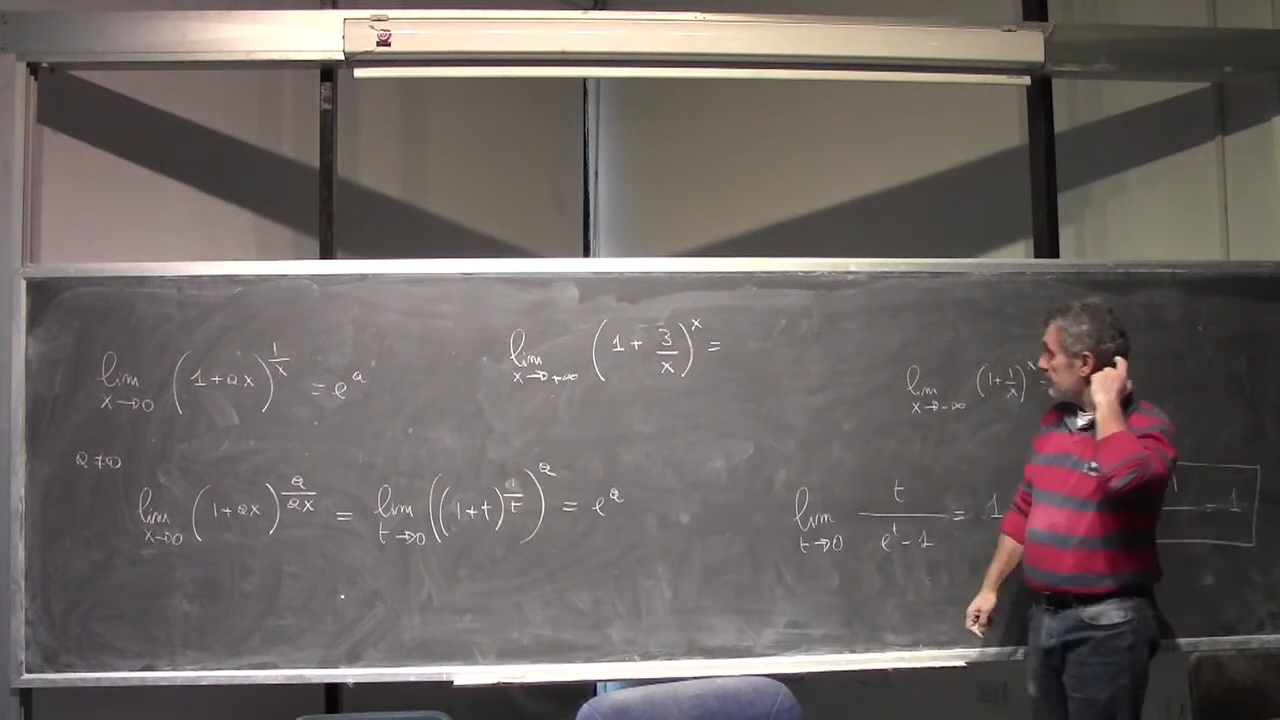 lim x→0 (1+ax)^{1/x} = e^a
a≠0
lim x→0 (1+ax)^{a/ax} = lim t→0 ((1+t)^{1/t})^a = e^a
lim x→+∞ (1+ 3/x)^x =
lim x→-∞ (1+1/x)^x =
lim t→0 t/(e^t-1) = 1
= 1